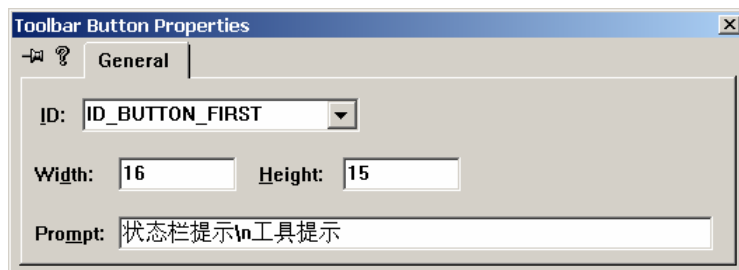 Toolbar Button Properties
General
ID: ID_BUTTON_FIRST
Width: 16 Height: 15
Prompt: 状态栏提示\n工具提示